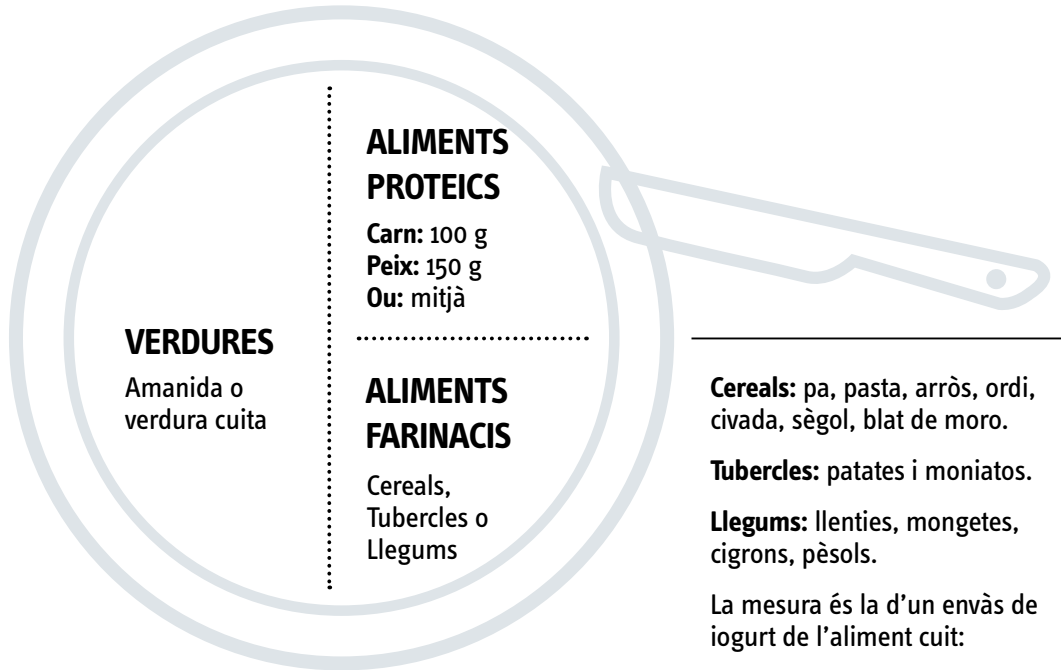 VERDURES
Amanida o
verdura cuita
ALIMENTS
PROTEICS
Carn: 100 g
Peix: 150 g
Ou: mitjà
ALIMENTS
FARINACIS
Cereals,
Tubercles o
Llegums
Cereals: pa, pasta, arròs, ordi,
civada, sègol, blat de moro.
Tubercles: patates i moniatos.
Llegums: llenties, mongetes,
cigrons, pèsols.
La mesura és la d’un envàs de
iogurt de l’aliment cuit: